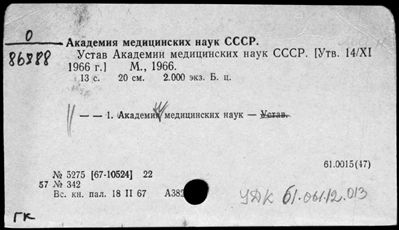 0
86388
Академия медицинских наук СССР.
Устав Академии медицинских наук СССР. [Утв. 14/XI
1966 г.] М., 1966.
13 с. 20 см. 2.000 экз. Б. ц.
— — 1. Академия медицинских наук — Устав.
61.0015(47)
№ 5275 [67-10524] 22
57 № 342
Вс. кн. пал. 18 II 67 А382
УДК 61.061.12.013
ГК